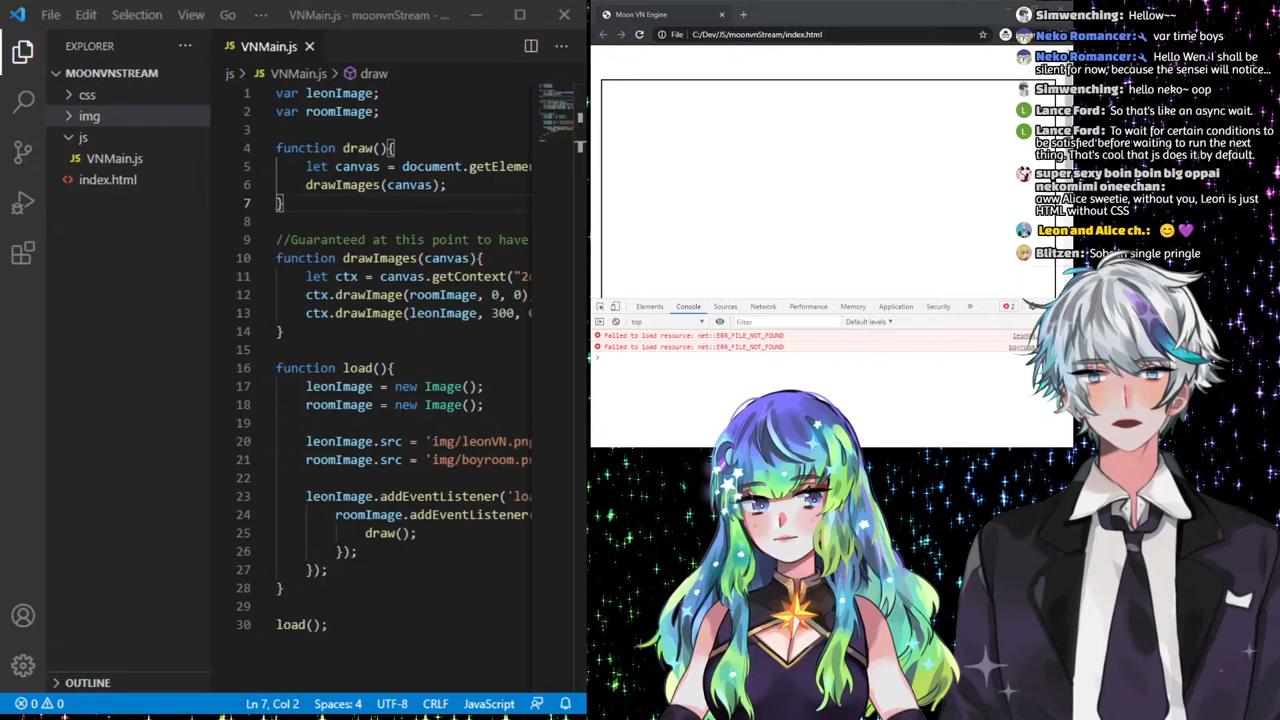 File Edit Selection View Go ··· VNMain.js - moonvnStream -
EXPLORER ···
MOONVNSTREAM
css
img
js
JS VNMain.js
<> index.html
OUTLINE
JS VNMain.js × ···
js > JS VNMain.js > draw
1 var leonImage;
2 var roomImage;
3
4 function draw(){
5 let canvas = document.getEleme
6 drawImages(canvas);
7 }
8
9 //Guaranteed at this point to have
10 function drawImages(canvas){
11 let ctx = canvas.getContext("2
12 ctx.drawImage(roomImage, 0, 0)
13 ctx.drawImage(leonImage, 300,
14 }
15
16 function load(){
17 leonImage = new Image();
18 roomImage = new Image();
19
20 leonImage.src = 'img/leonVN.png
21 roomImage.src = 'img/boyroom.pn
22
23 leonImage.addEventListener('loa
24 roomImage.addEventListener(
25 draw();
26 });
27 });
28 }
29
30 load();
0 0 Ln 7, Col 2 Spaces: 4 UTF-8 CRLF JavaScript
Moon VN Engine × +
File C:/Dev/JS/moonvnStream/index.html
Elements Console Sources Network Performance Memory Application Security » 2
top Filter Default levels
Failed to load resource: net::ERR_FILE_NOT_FOUND
Failed to load resource: net::ERR_FILE_NOT_FOUND boyroom
Simwenching: Hellow~~
Neko Romancer: var time boys
Neko Romancer: Hello Wen. I shall be
silent for now, because the sensei will notice...
Simwenching: hello neko~ oop
Lance Ford: So that's like an async wait.
Lance Ford: To wait for certain conditions to
be satisfied before waiting to run the next
thing. That's cool that js does it by default.
super sexy boin boin big oppai
nekomimi oneechan:
aww Alice sweetie, without you, Leon is just
HTML without CSS
Leon and Alice ch.: 😊💜
Blitzen: single pringle